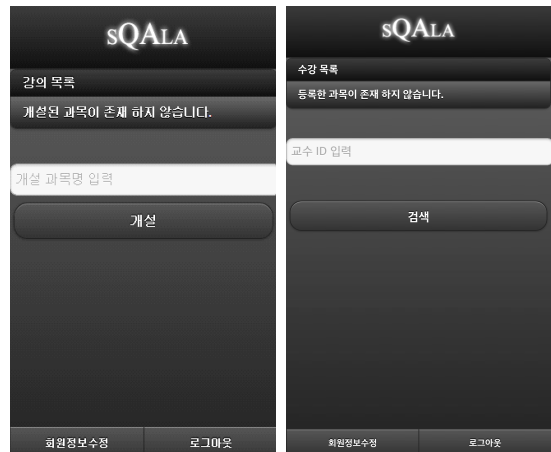 sQALA
강의 목록
개설된 과목이 존재 하지 않습니다.
개설 과목명 입력
개설
회원정보수정
로그아웃
sQALA
수강 목록
등록한 과목이 존재 하지 않습니다.
교수 ID 입력
검색
회원정보수정
로그아웃